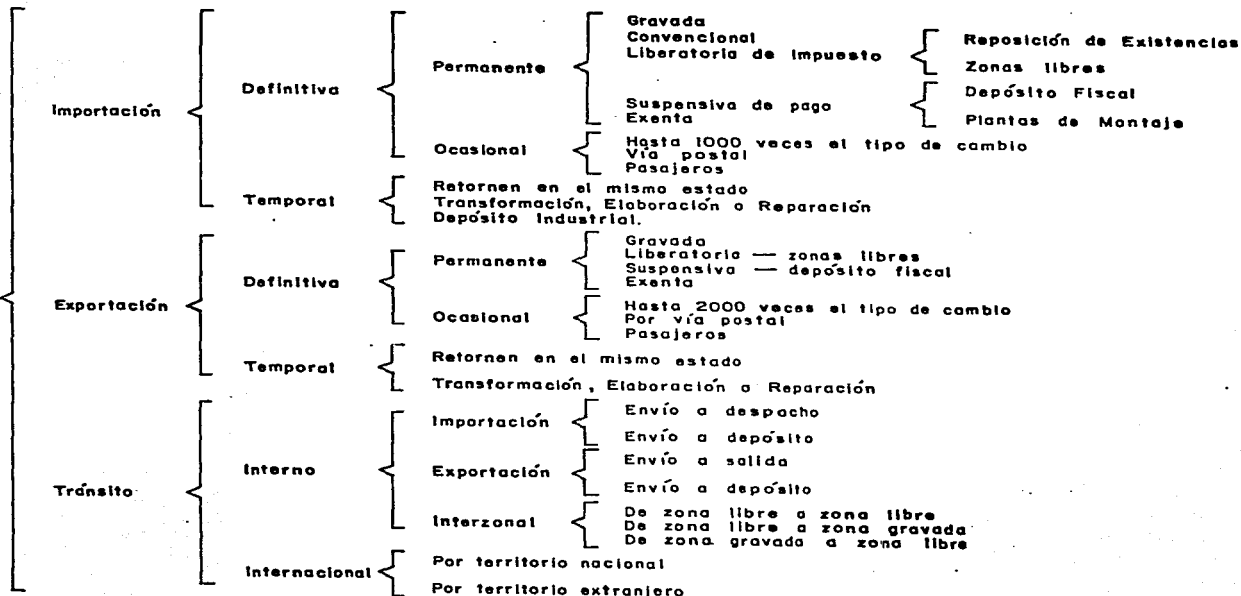 Importación
Definitiva
Permanente
Gravada
Convencional
Liberatoria de Impuesto
Reposición de Existencias
Zonas libres
Suspensiva de pago
Depósito Fiscal
Plantas de Montaje
Exenta
Ocasional
Hasta 1000 veces el tipo de cambio
Vía postal
Pasajeros
Temporal
Retornen en el mismo estado
Transformación, Elaboración o Reparación
Depósito Industrial.
Exportación
Definitiva
Permanente
Gravada
Liberatoria — zonas libres
Suspensiva — depósito fiscal
Exenta
Ocasional
Hasta 2000 veces el tipo de cambio
Por vía postal
Pasajeros
Temporal
Retornen en el mismo estado
Transformación, Elaboración o Reparación
Tránsito
Interno
Importación
Envío a despacho
Envío a depósito
Exportación
Envío a salida
Envío a depósito
Interzonal
De zona libre a zona libre
De zona libre a zona gravada
De zona gravada a zona libre
Internacional
Por territorio nacional
Por territorio extranjero